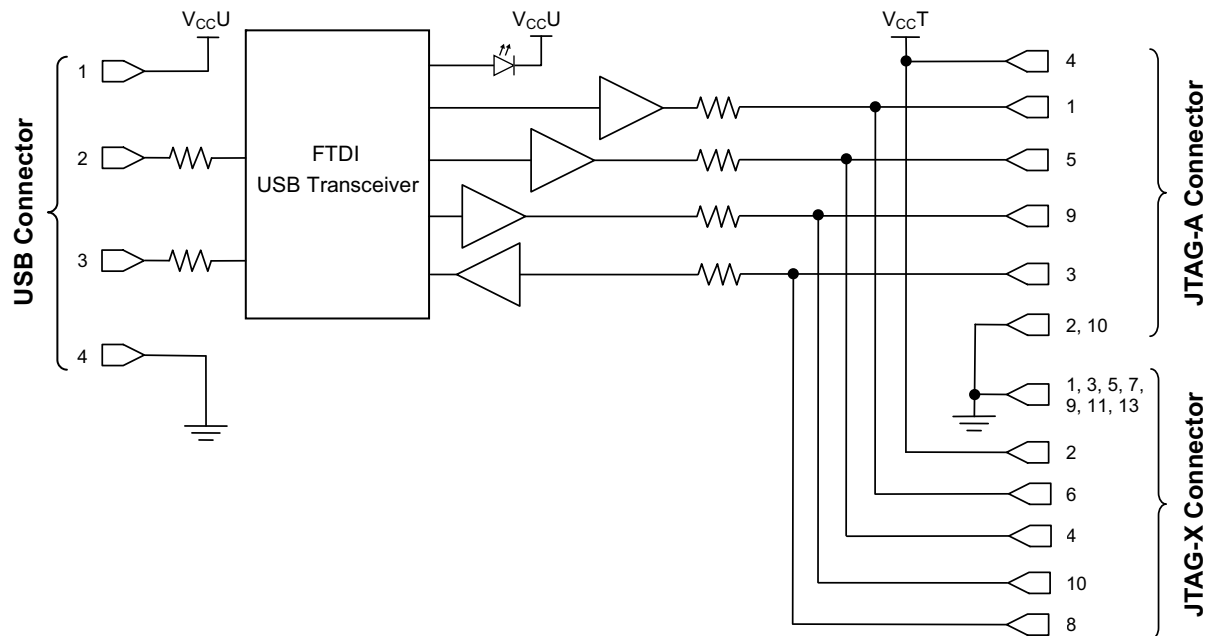 VCCU
VCCU
VCCT
USB Connector
1
2
3
4
FTDI
USB Transceiver
JTAG-A Connector
4
1
5
9
3
2, 10
JTAG-X Connector
1, 3, 5, 7,
9, 11, 13
2
6
4
10
8